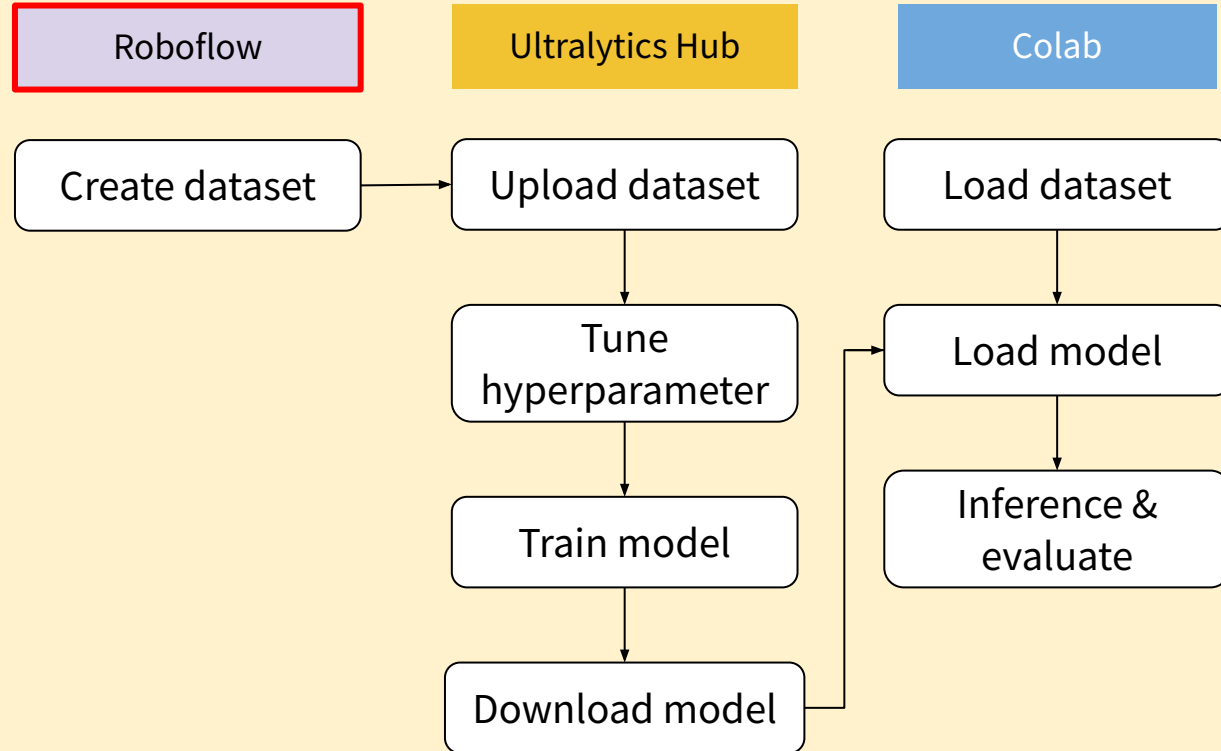 Roboflow
Ultralytics Hub
Colab
Create dataset
Upload dataset
Load dataset
Tune
hyperparameter
Load model
Train model
Inference &
evaluate
Download model